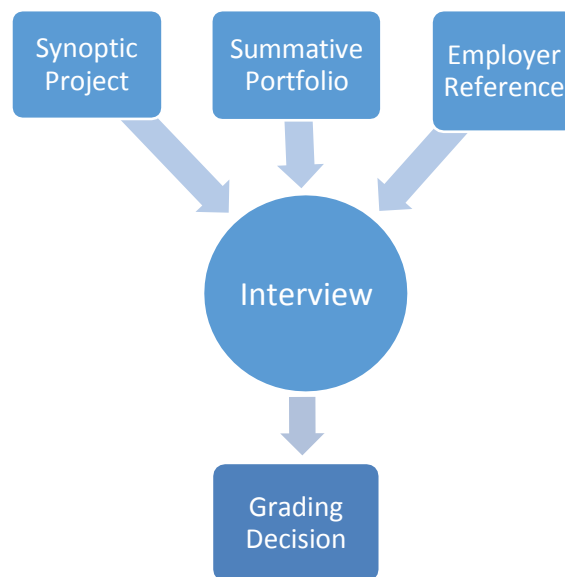 Synoptic
Project
Summative
Portfolio
Employer
Reference
Interview
Grading
Decision